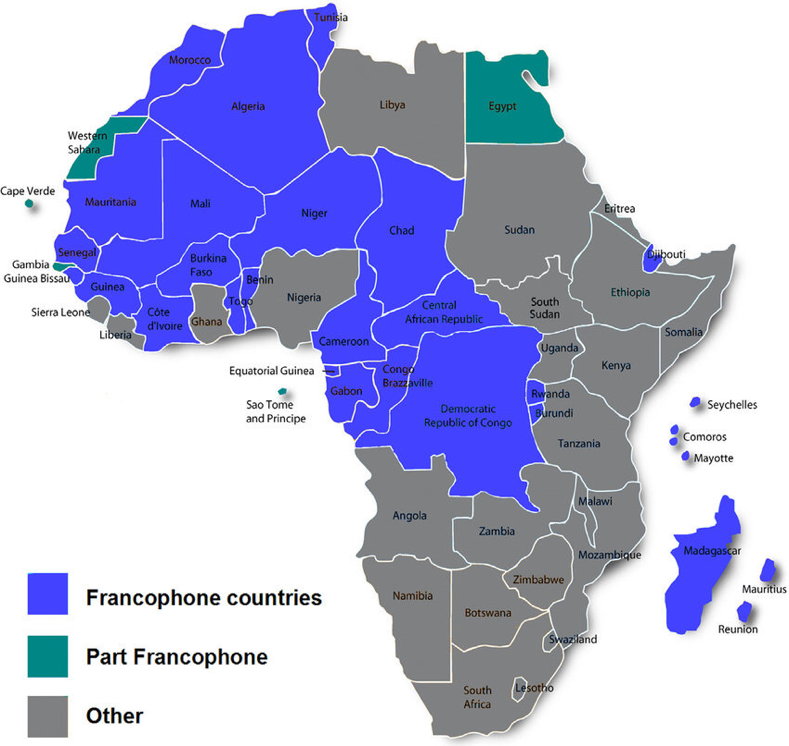 Tunisia
Morocco
Algeria
Libya
Egypt
Western
Sahara
Cape Verde
Mauritania
Mali
Niger
Chad
Sudan
Eritrea
Senegal
Gambia
Guinea Bissau
Guinea
Burkina
Faso
Benin
Togo
Nigeria
Djibouti
Ethiopia
Sierra Leone
Liberia
Côte
d'Ivoire
Ghana
Central
African Republic
South
Sudan
Somalia
Cameroon
Equatorial Guinea
Gabon
Congo
Brazzaville
Uganda
Kenya
Sao Tome
and Principe
Democratic
Republic of Congo
Rwanda
Burundi
Tanzania
Seychelles
Comoros
Mayotte
Angola
Zambia
Malawi
Mozambique
Madagascar
Mauritius
Reunion
Zimbabwe
Namibia
Botswana
Swaziland
Lesotho
South
Africa
Francophone countries
Part Francophone
Other